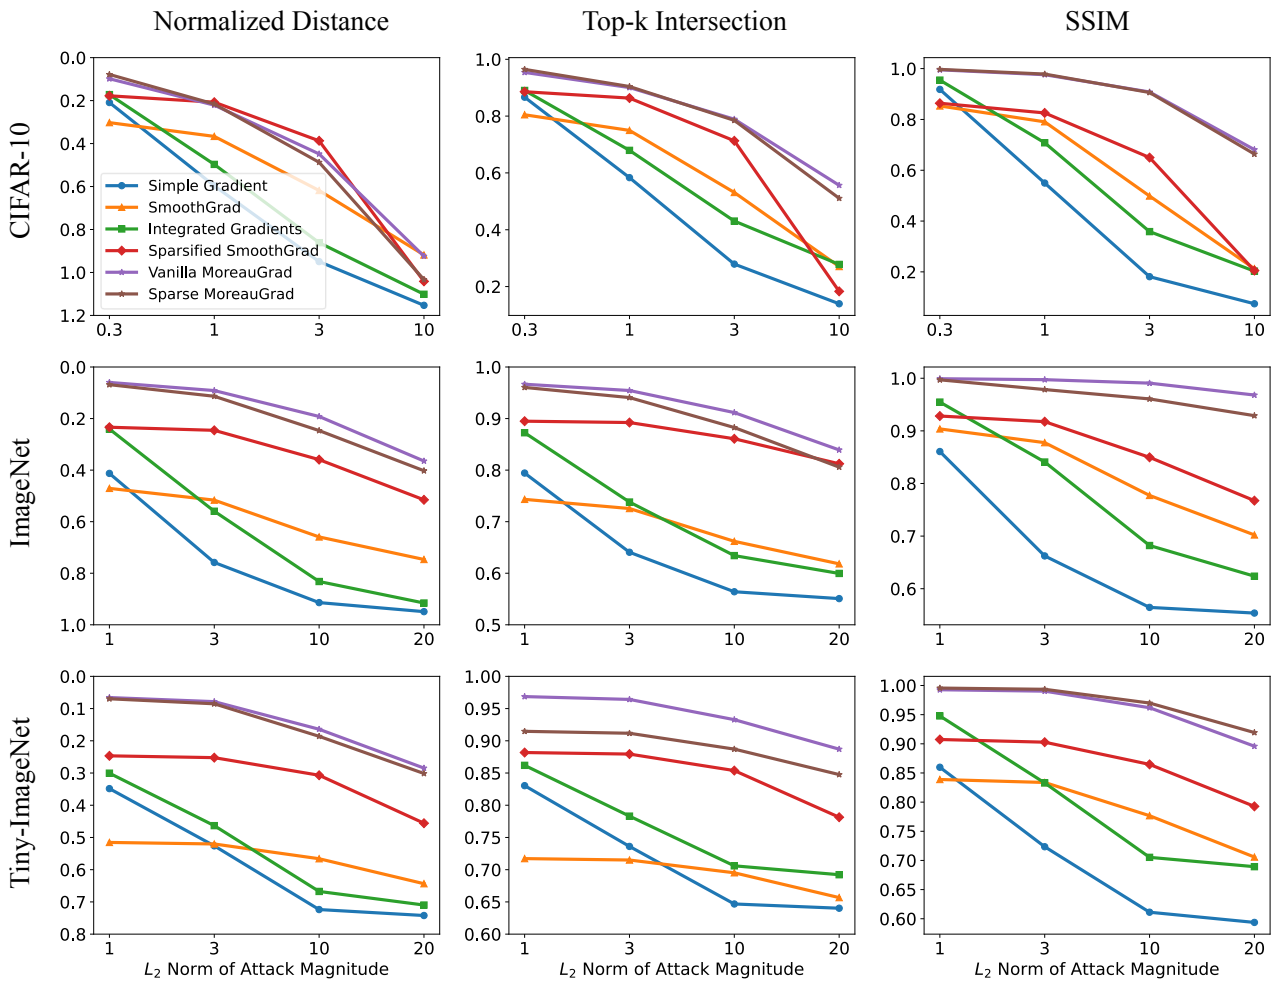 Normalized Distance
Top-k Intersection
SSIM
CIFAR-10
0.0
0.2
0.4
0.6
0.8
1.0
1.2
0.3 1 3 10
Simple Gradient
SmoothGrad
Integrated Gradients
Sparsified SmoothGrad
Vanilla MoreauGrad
Sparse MoreauGrad
1.0
0.8
0.6
0.4
0.2
0.3 1 3 10
1.0
0.8
0.6
0.4
0.2
0.3 1 3 10
ImageNet
0.0
0.2
0.4
0.6
0.8
1.0
1 3 10 20
1.0
0.9
0.8
0.7
0.6
0.5
1 3 10 20
1.0
0.9
0.8
0.7
0.6
1 3 10 20
Tiny-ImageNet
0.0
0.1
0.2
0.3
0.4
0.5
0.6
0.7
0.8
1 3 10 20
L₂ Norm of Attack Magnitude
1.00
0.95
0.90
0.85
0.80
0.75
0.70
0.65
0.60
1 3 10 20
L₂ Norm of Attack Magnitude
1.00
0.95
0.90
0.85
0.80
0.75
0.70
0.65
0.60
1 3 10 20
L₂ Norm of Attack Magnitude